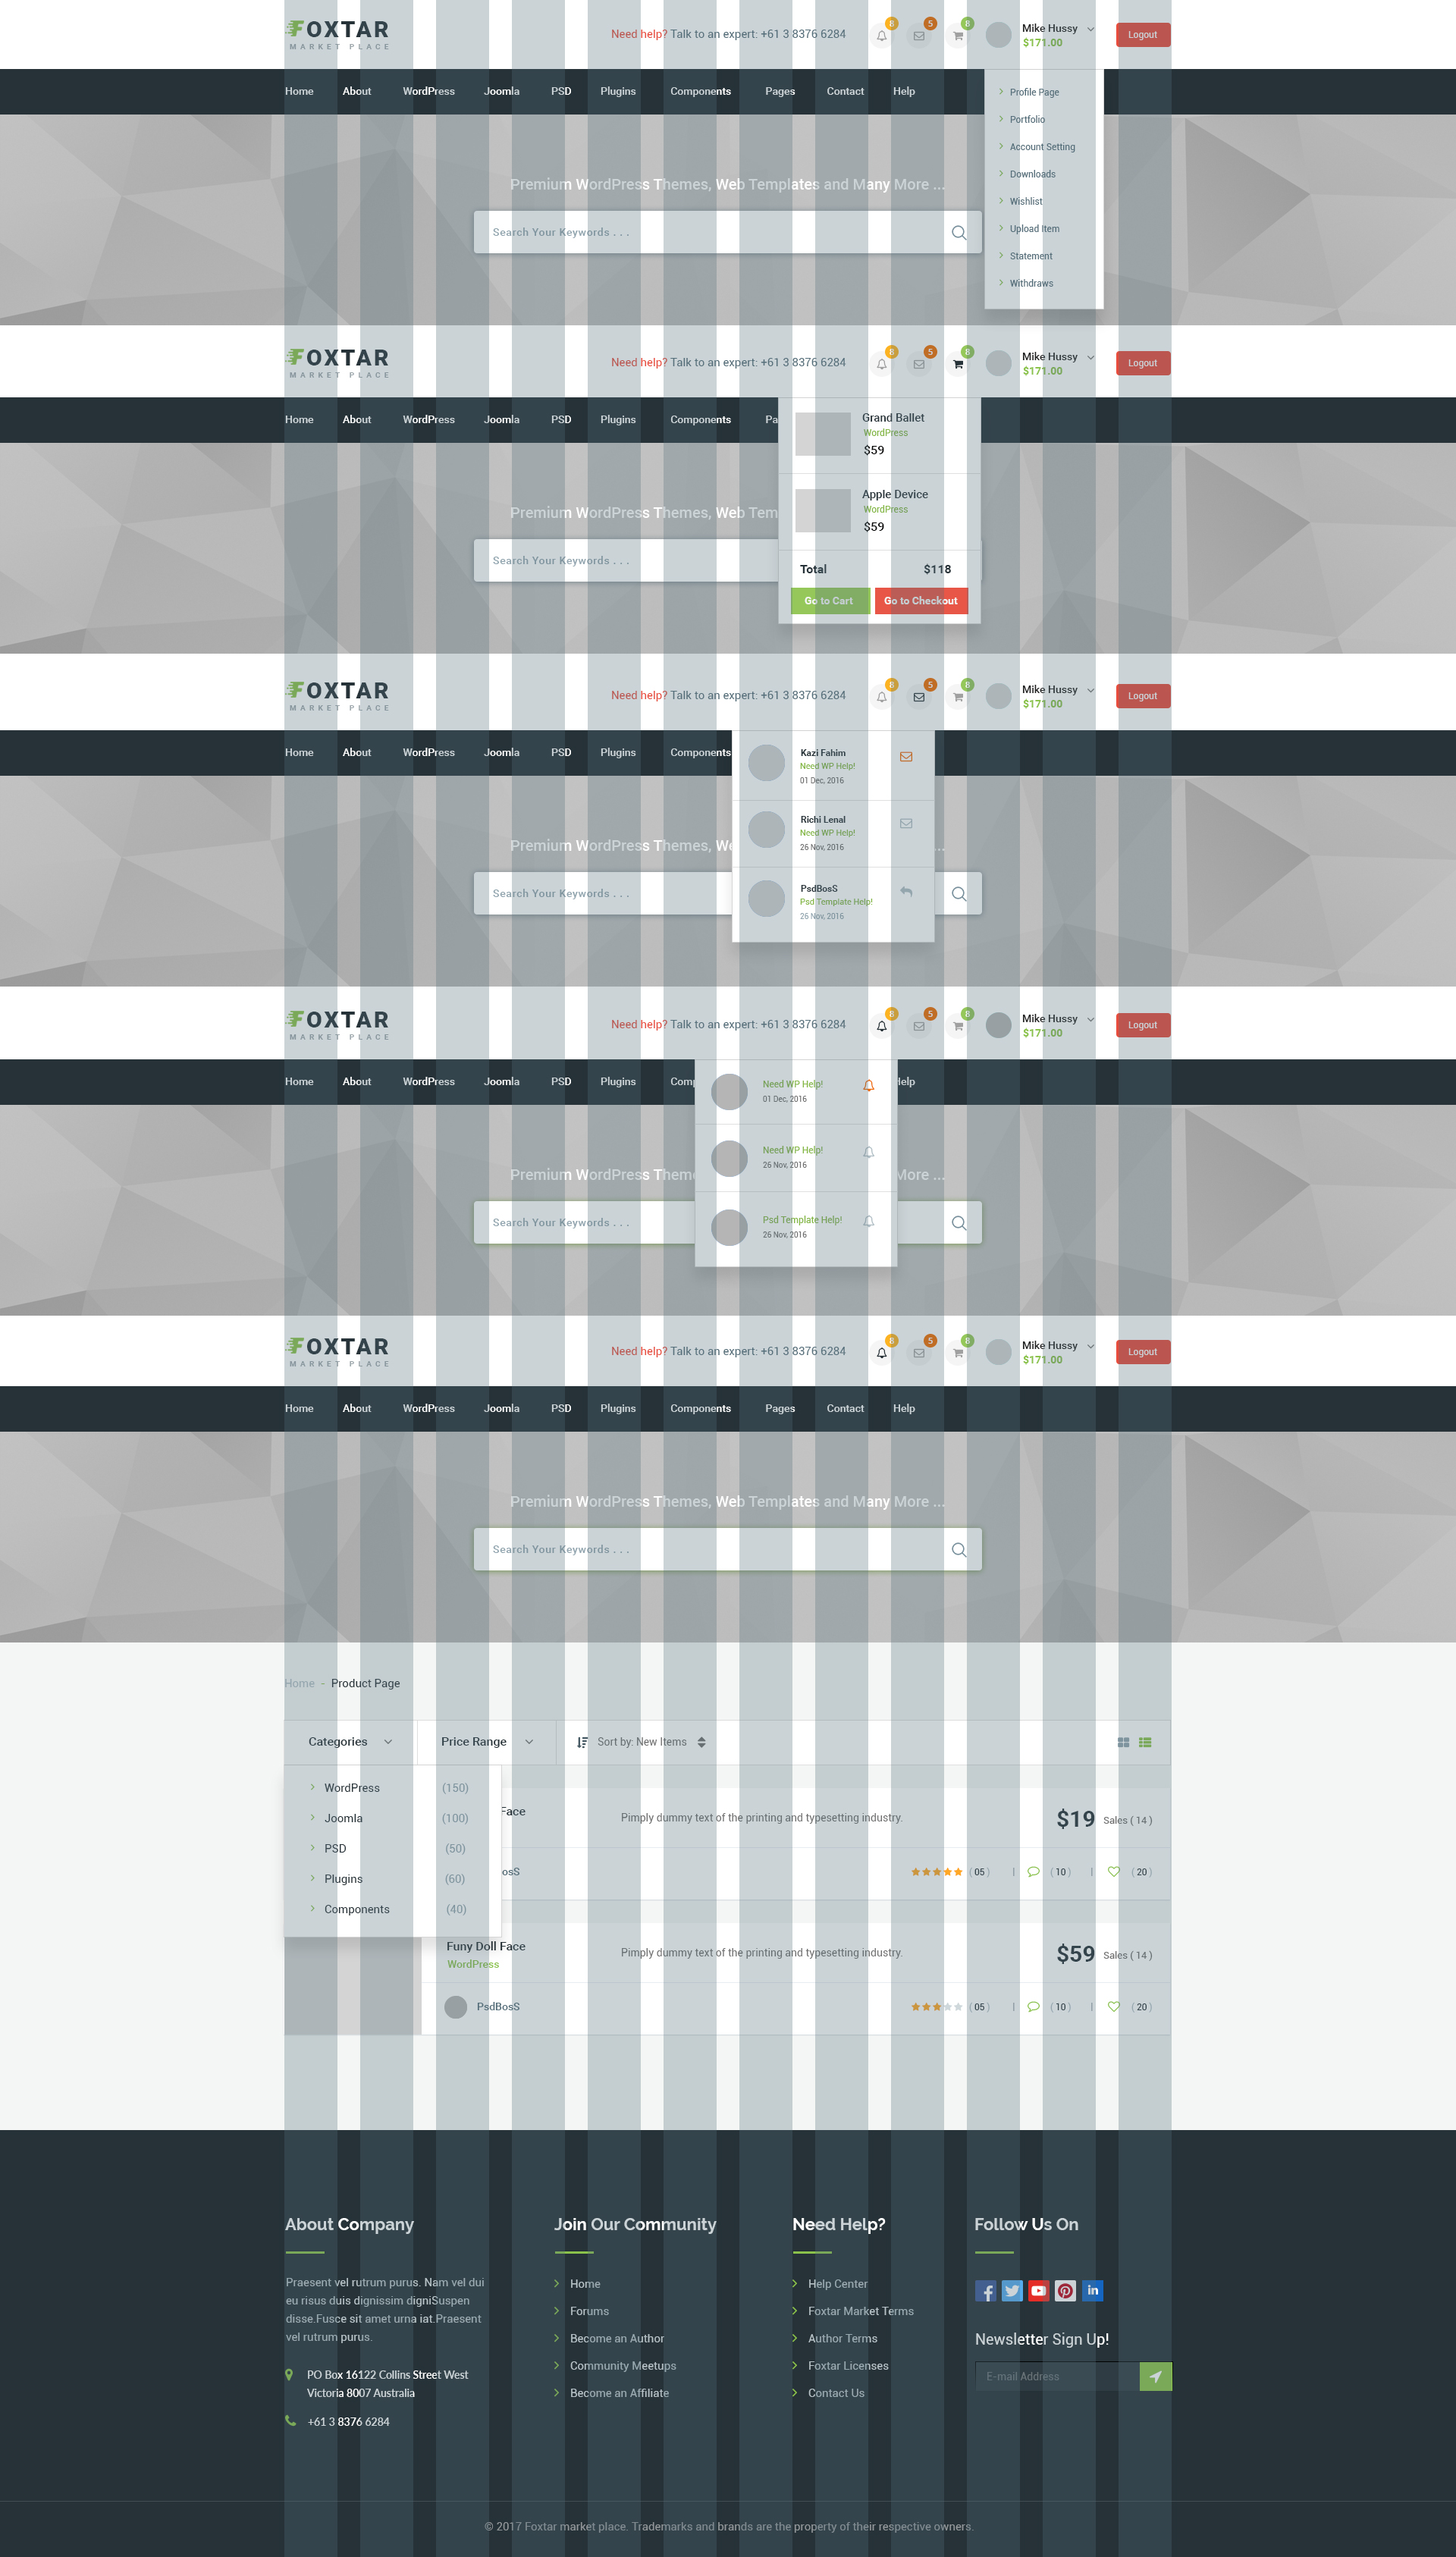 FOXTAR
MARKET PLACE
Need help? Talk to an expert: +61 3 8376 6284
8
5
8
Mike Hussy
$171.00
Logout
Home About WordPress Joomla PSD Plugins Components Pages Contact Help
Profile Page
Portfolio
Account Setting
Downloads
Wishlist
Upload Item
Statement
Withdraws
Premium WordPress Themes, Web Templates and Many More ...
Search Your Keywords . . .
FOXTAR
MARKET PLACE
Need help? Talk to an expert: +61 3 8376 6284
8
5
8
Mike Hussy
$171.00
Logout
Home About WordPress Joomla PSD Plugins Components Pa
Grand Ballet
WordPress
$59
Apple Device
WordPress
$59
Total $118
Go to Cart Go to Checkout
Premium WordPress Themes, Web Tem
Search Your Keywords . . .
FOXTAR
MARKET PLACE
Need help? Talk to an expert: +61 3 8376 6284
8
5
8
Mike Hussy
$171.00
Logout
Home About WordPress Joomla PSD Plugins Components
Kazi Fahim
Need WP Help!
01 Dec, 2016
Richi Lenal
Need WP Help!
26 Nov, 2016
PsdBosS
Psd Template Help!
26 Nov, 2016
Premium WordPress Themes, We ...
Search Your Keywords . . .
FOXTAR
MARKET PLACE
Need help? Talk to an expert: +61 3 8376 6284
8
5
8
Mike Hussy
$171.00
Logout
Home About WordPress Joomla PSD Plugins Comp Help
Need WP Help!
01 Dec, 2016
Need WP Help!
26 Nov, 2016
Psd Template Help!
26 Nov, 2016
Premium WordPress Theme More ...
Search Your Keywords . . .
FOXTAR
MARKET PLACE
Need help? Talk to an expert: +61 3 8376 6284
8
5
8
Mike Hussy
$171.00
Logout
Home About WordPress Joomla PSD Plugins Components Pages Contact Help
Premium WordPress Themes, Web Templates and Many More ...
Search Your Keywords . . .
Home - Product Page
Categories Price Range Sort by: New Items
WordPress (150)
Joomla (100)
PSD (50)
Plugins (60)
Components (40)
Face
Pimply dummy text of the printing and typesetting industry.
$19 Sales ( 14 )
osS
( 05 ) | ( 10 ) | ( 20 )
Funy Doll Face
WordPress
Pimply dummy text of the printing and typesetting industry.
$59 Sales ( 14 )
PsdBosS
( 05 ) | ( 10 ) | ( 20 )
About Company
Praesent vel rutrum purus. Nam vel dui
eu risus duis dignissim digniSuspen
disse.Fusce sit amet urna iat.Praesent
vel rutrum purus.
PO Box 16122 Collins Street West
Victoria 8007 Australia
+61 3 8376 6284
Join Our Community
Home
Forums
Become an Author
Community Meetups
Become an Affiliate
Need Help?
Help Center
Foxtar Market Terms
Author Terms
Foxtar Licenses
Contact Us
Follow Us On
Newsletter Sign Up!
E-mail Address
© 2017 Foxtar market place. Trademarks and brands are the property of their respective owners.